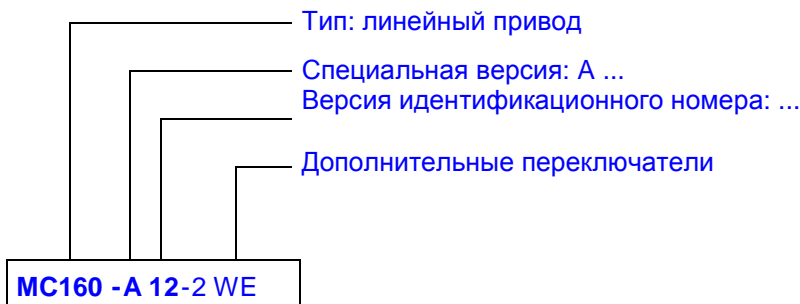 Тип: линейный привод
Специальная версия: A ...
Версия идентификационного номера: ...
Дополнительные переключатели
MC160 -A 12-2 WE